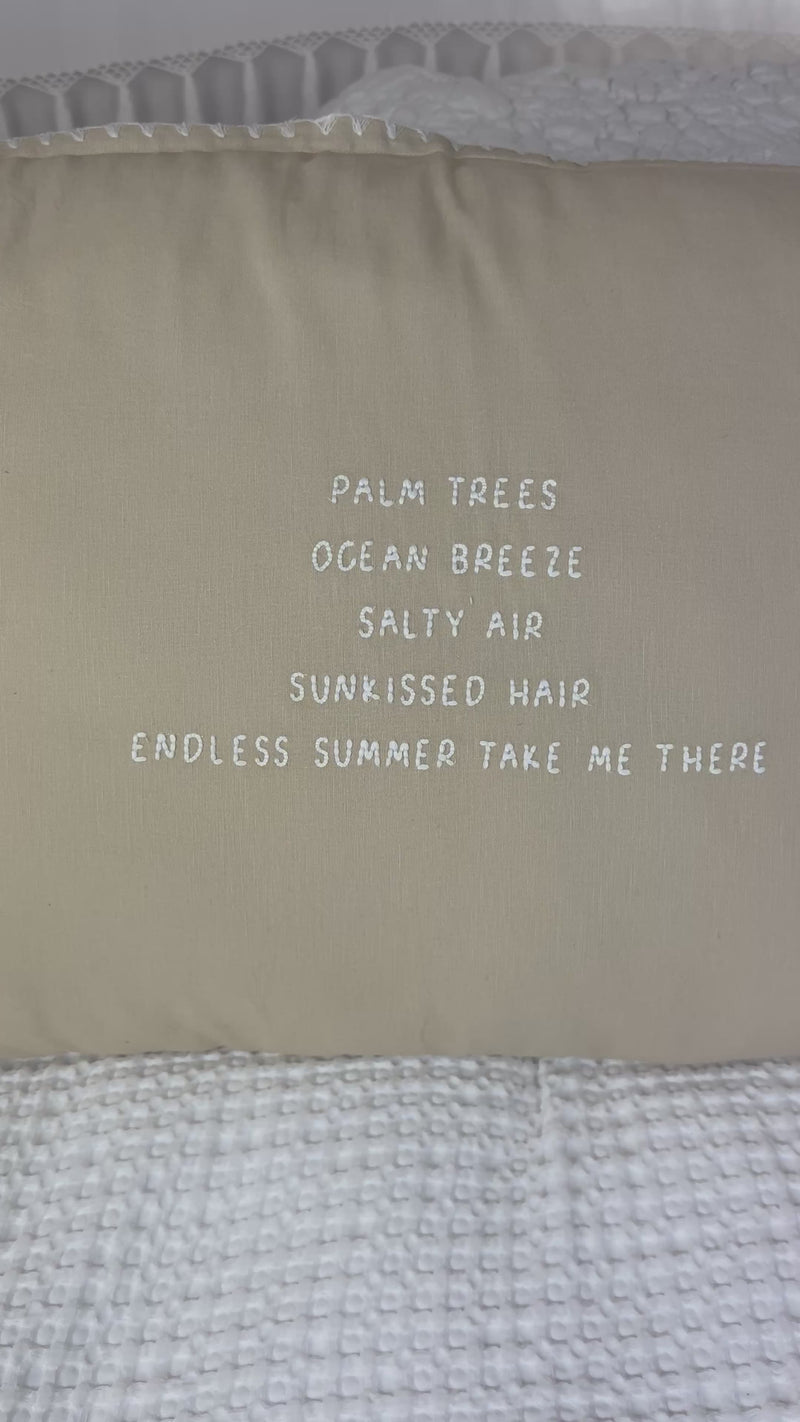 PALM TREES
OCEAN BREEZE
SALTY AIR
SUNKISSED HAIR
ENDLESS SUMMER TAKE ME THERE